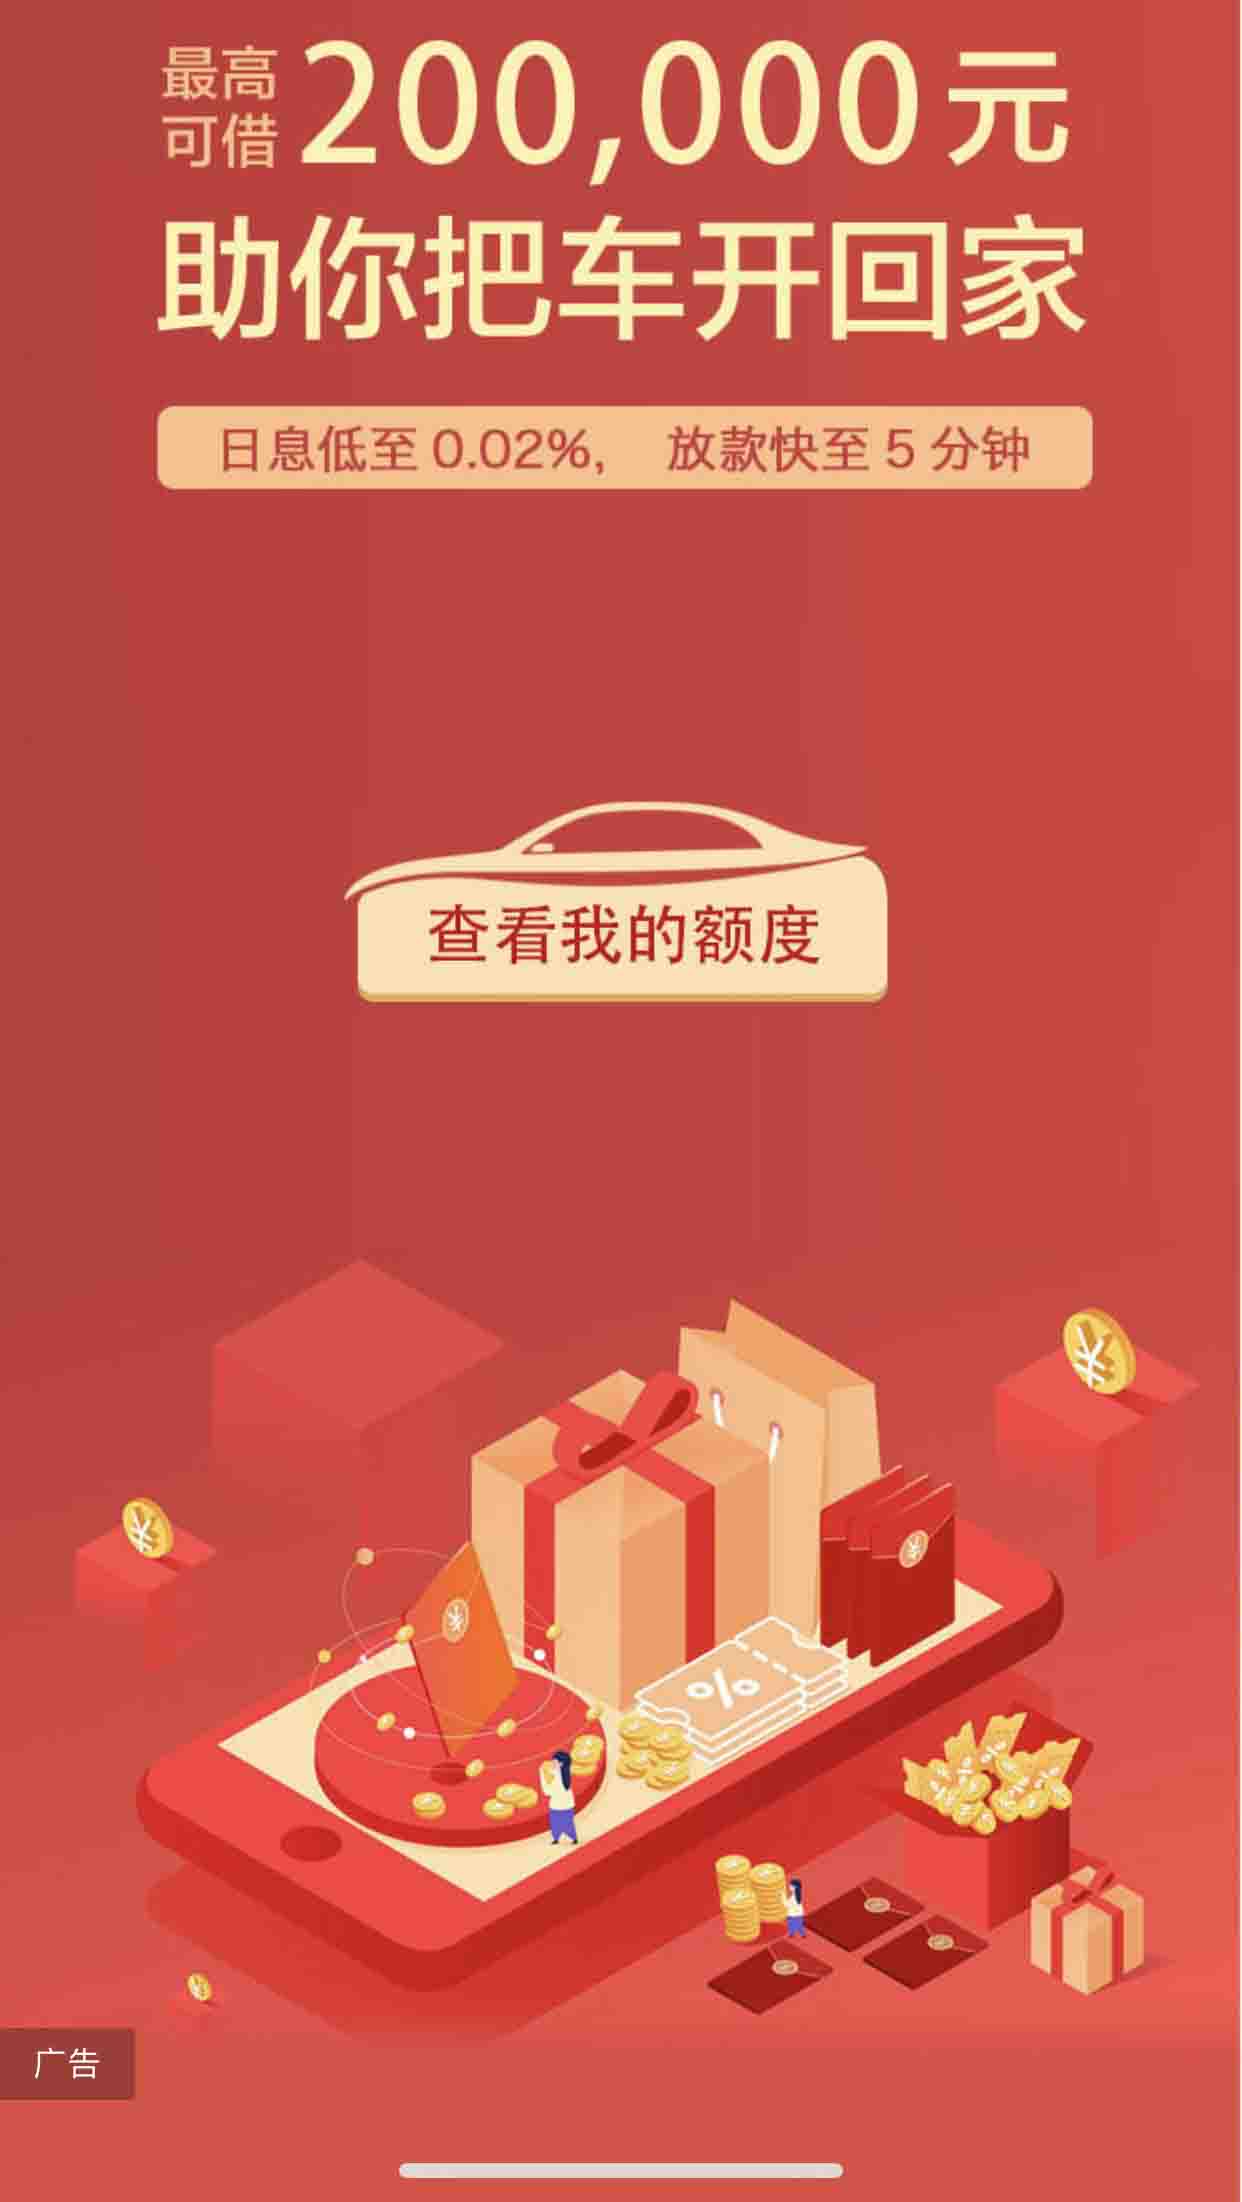 最高
可借
200,000元
助你把车开回家
日息低至 0.02%, 放款快至 5 分钟
查看我的额度
¥
¥
¥
¥
%
广告